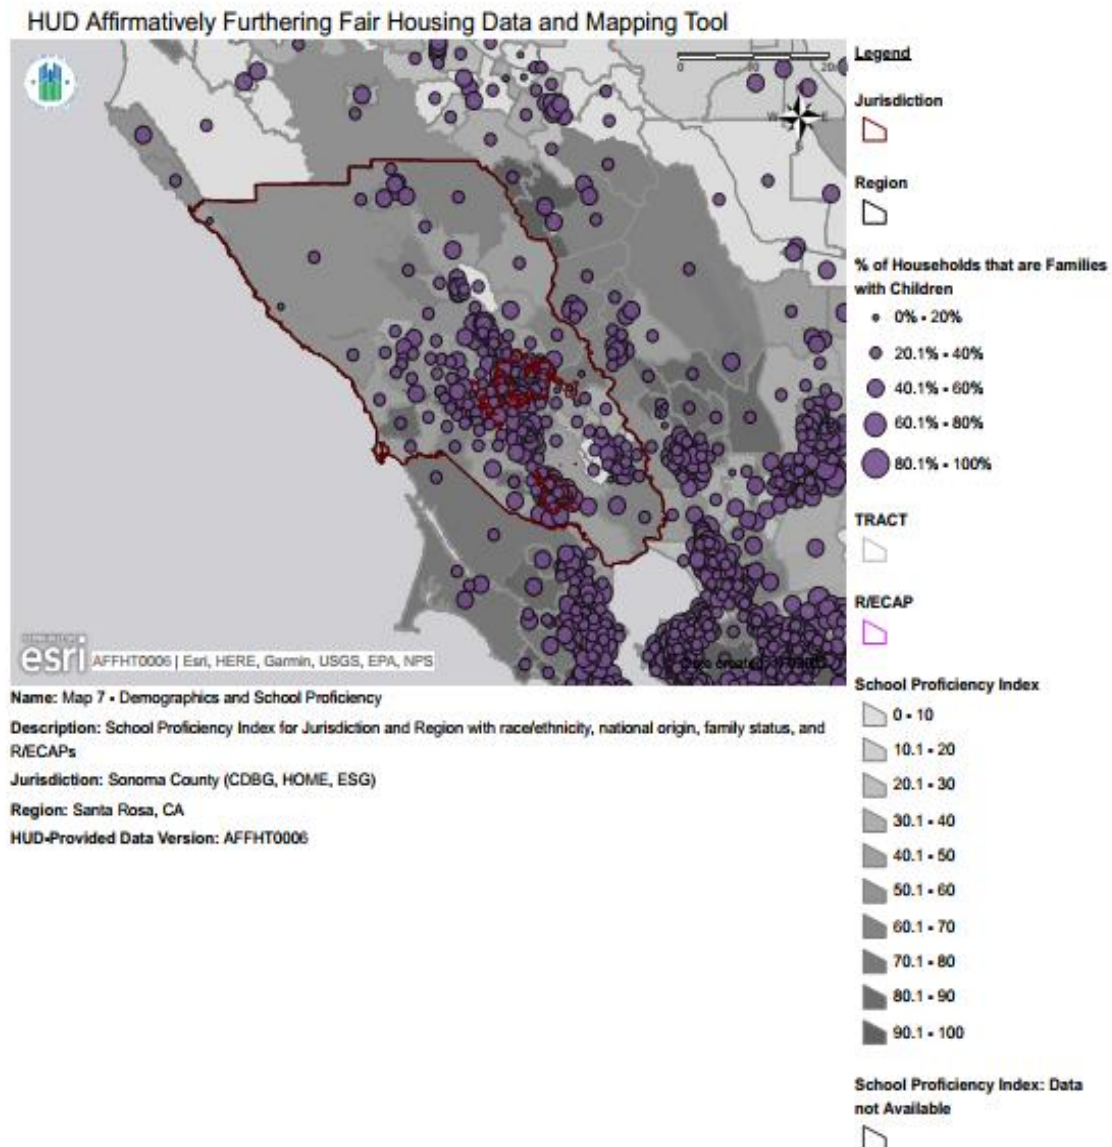 HUD Affirmatively Furthering Fair Housing Data and Mapping Tool
0
20
W
E
S
esri
AFFHT0006 | Esri, HERE, Garmin, USGS, EPA, NPS
Name: Map 7 - Demographics and School Proficiency
Description: School Proficiency Index for Jurisdiction and Region with race/ethnicity, national origin, family status, and
R/ECAPs
Jurisdiction: Sonoma County (CDBG, HOME, ESG)
Region: Santa Rosa, CA
HUD-Provided Data Version: AFFHT0006
Legend
Jurisdiction
Region
% of Households that are Families
with Children
0% - 20%
20.1% - 40%
40.1% - 60%
60.1% - 80%
80.1% - 100%
TRACT
R/ECAP
School Proficiency Index
0 - 10
10.1 - 20
20.1 - 30
30.1 - 40
40.1 - 50
50.1 - 60
60.1 - 70
70.1 - 80
80.1 - 90
90.1 - 100
School Proficiency Index: Data
not Available